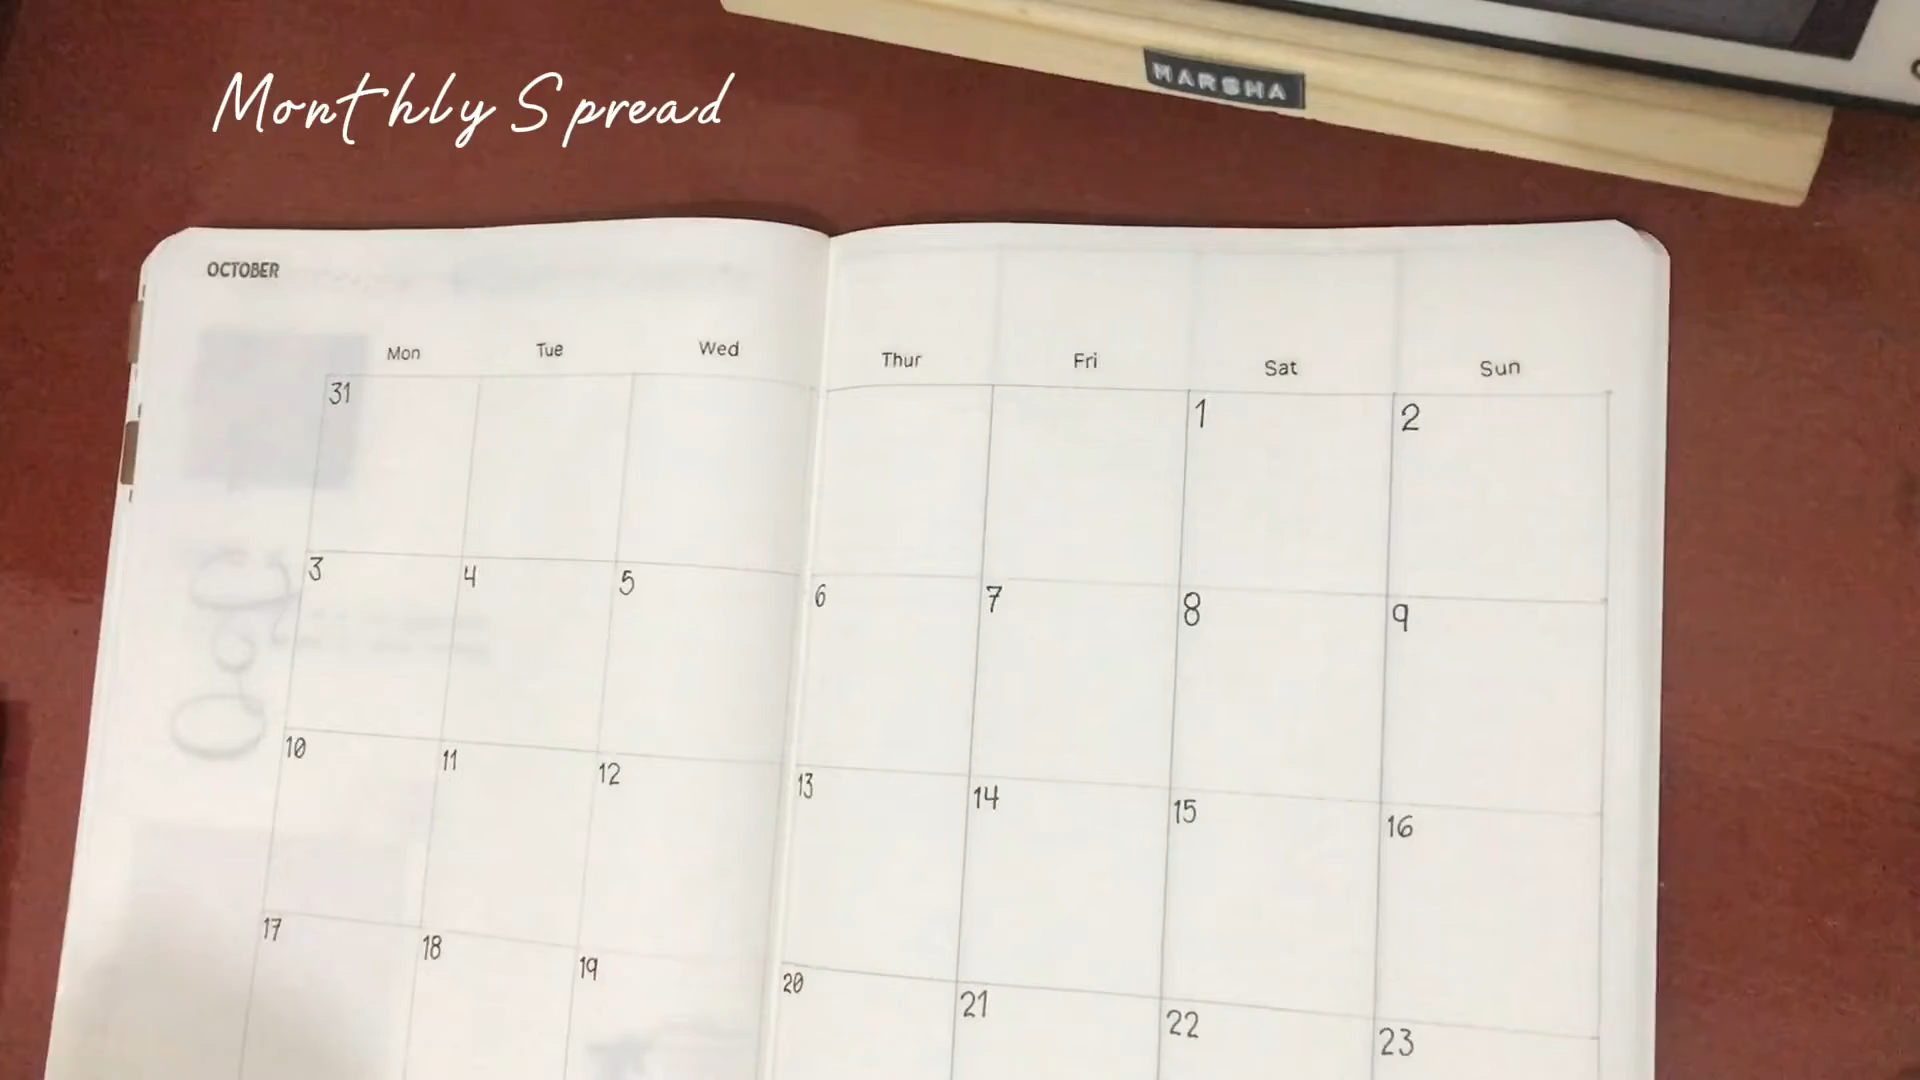 Monthly Spread
MARSHA
OCTOBER
Mon Tue Wed Thur Fri Sat Sun
31 1 2
3 4 5 6 7 8 9
10 11 12 13 14 15 16
17 18 19 20 21 22 23